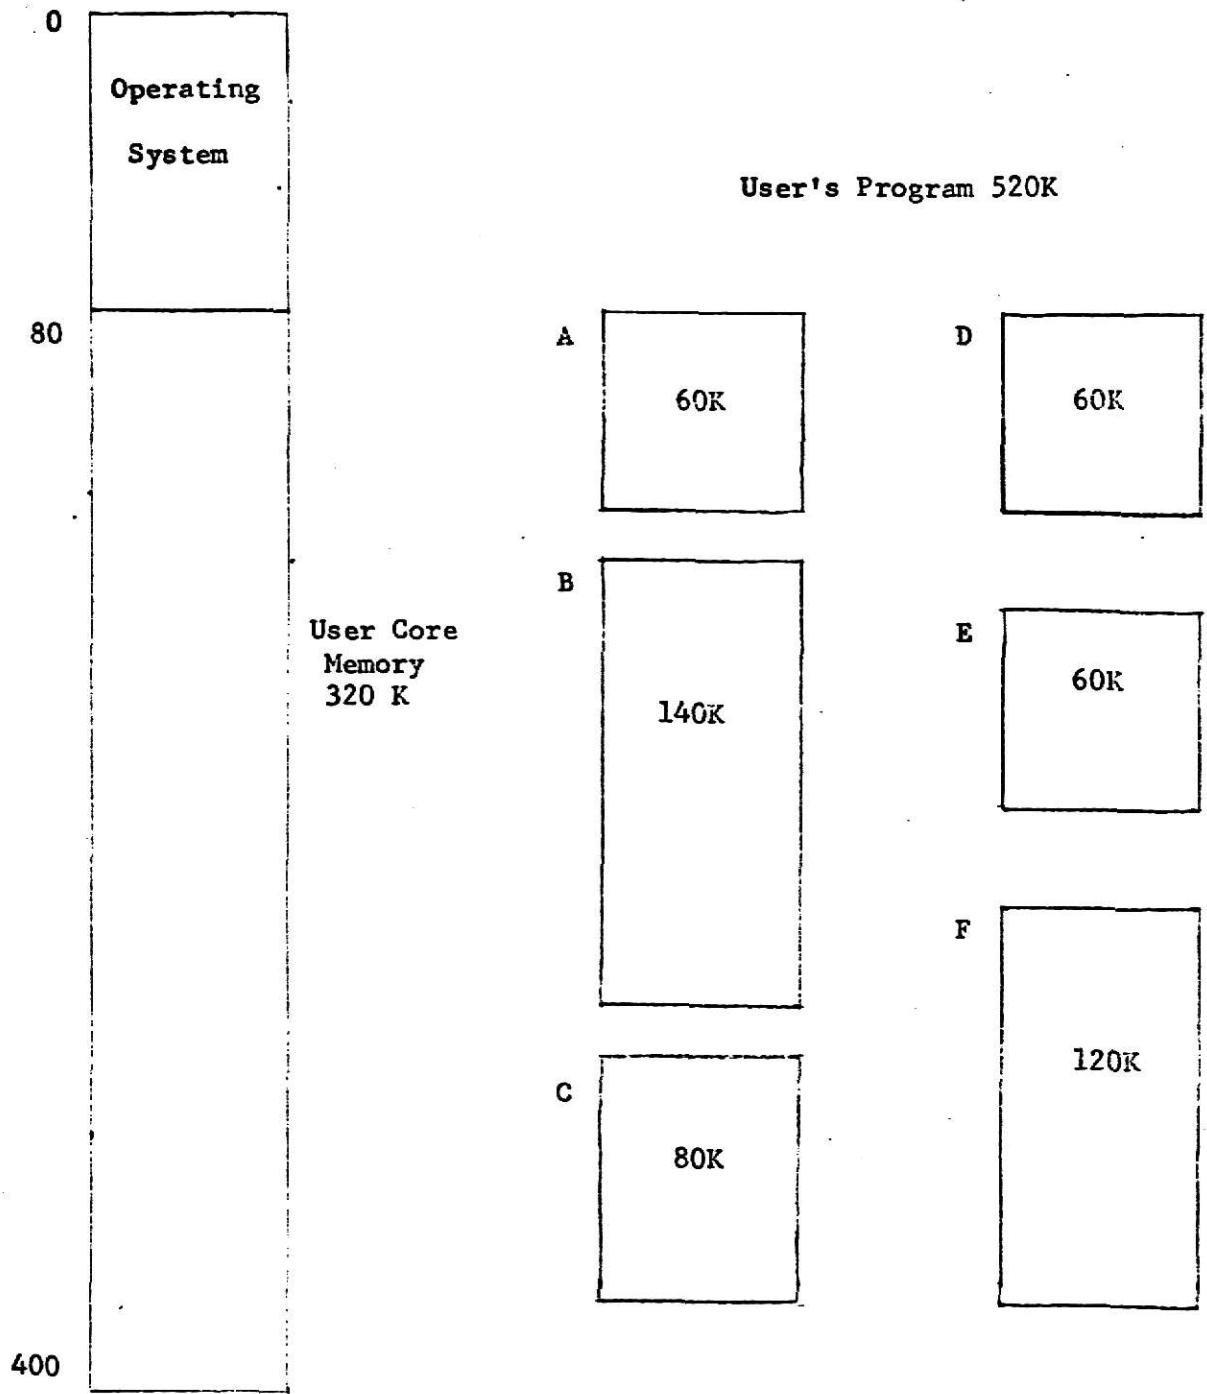 0
Operating
System
User's Program 520K
80
A
60K
D
60K
B
140K
User Core
Memory
320 K
E
60K
C
80K
F
120K
400